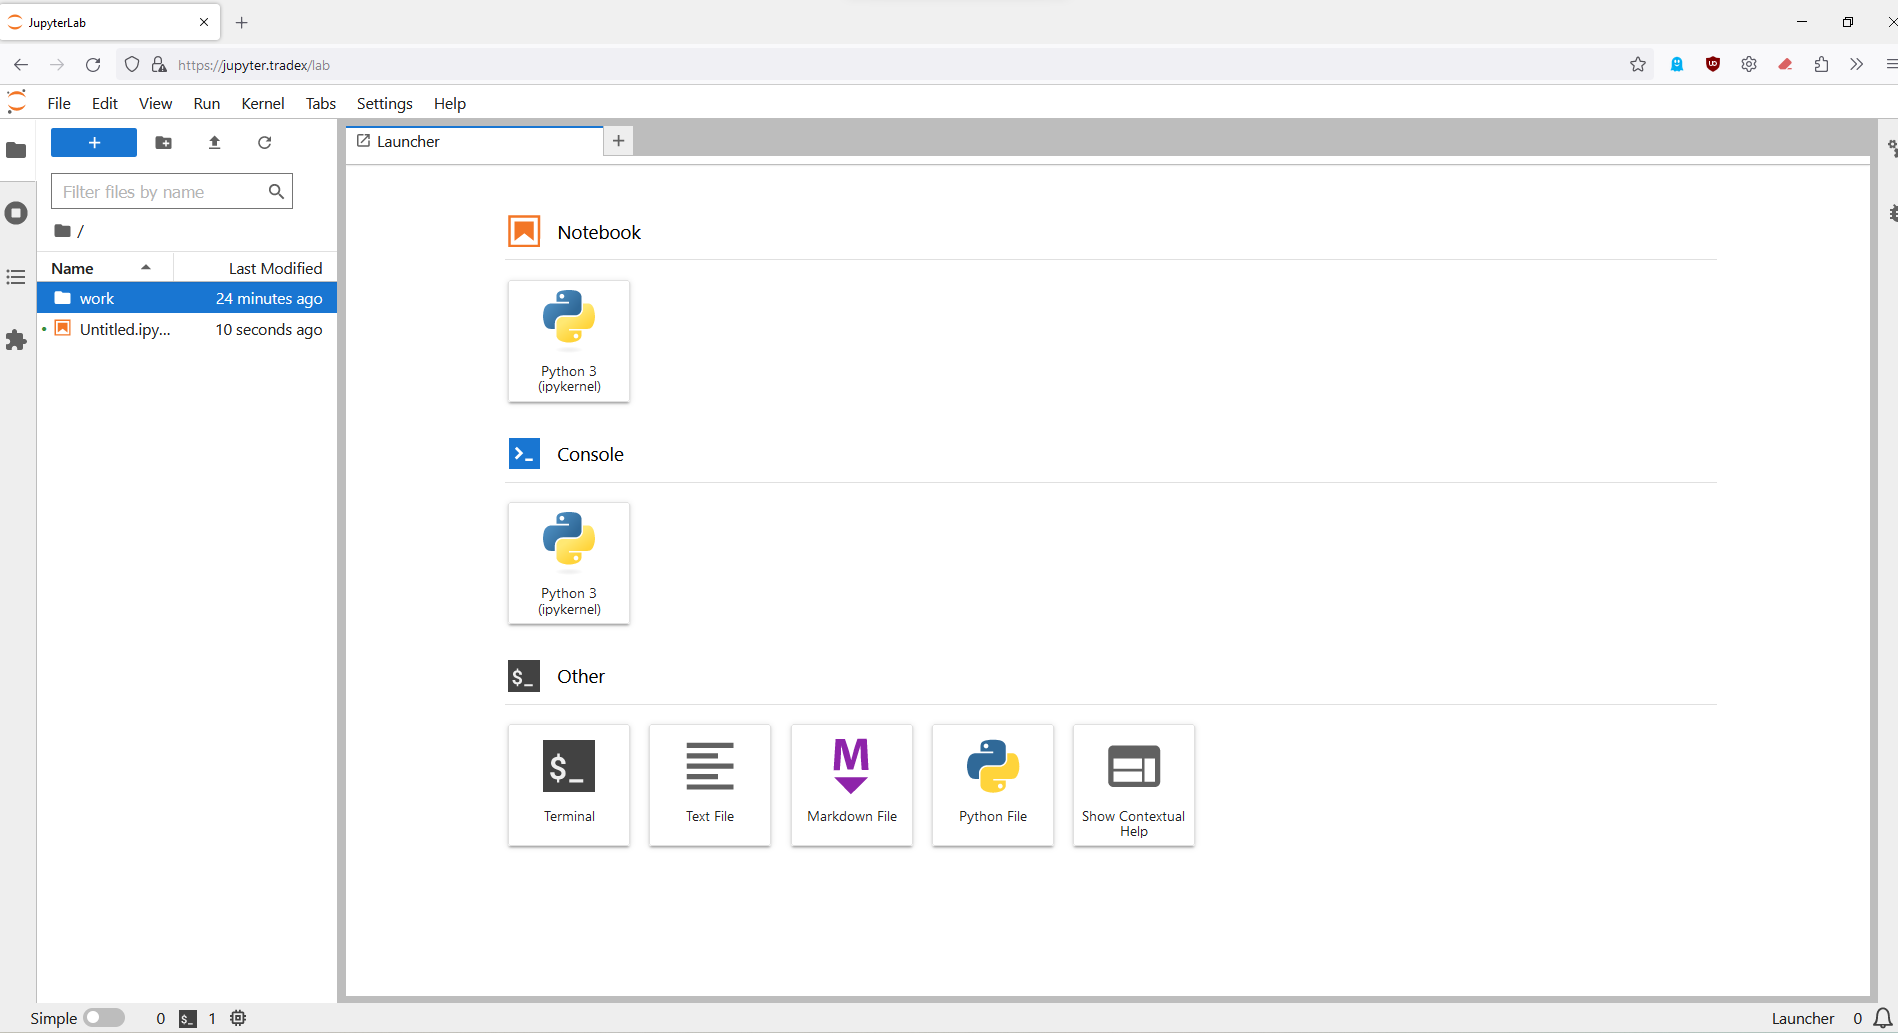 JupyterLab
https://jupyter.tradex/lab
File Edit View Run Kernel Tabs Settings Help
Launcher
Filter files by name
/
Name Last Modified
work 24 minutes ago
Untitled.ipy... 10 seconds ago
Notebook
Python 3
(ipykernel)
Console
Python 3
(ipykernel)
$_ Other
$_
Terminal
Text File
M
Markdown File
Python File
Show Contextual
Help
Simple 0 $_ 1
Launcher 0